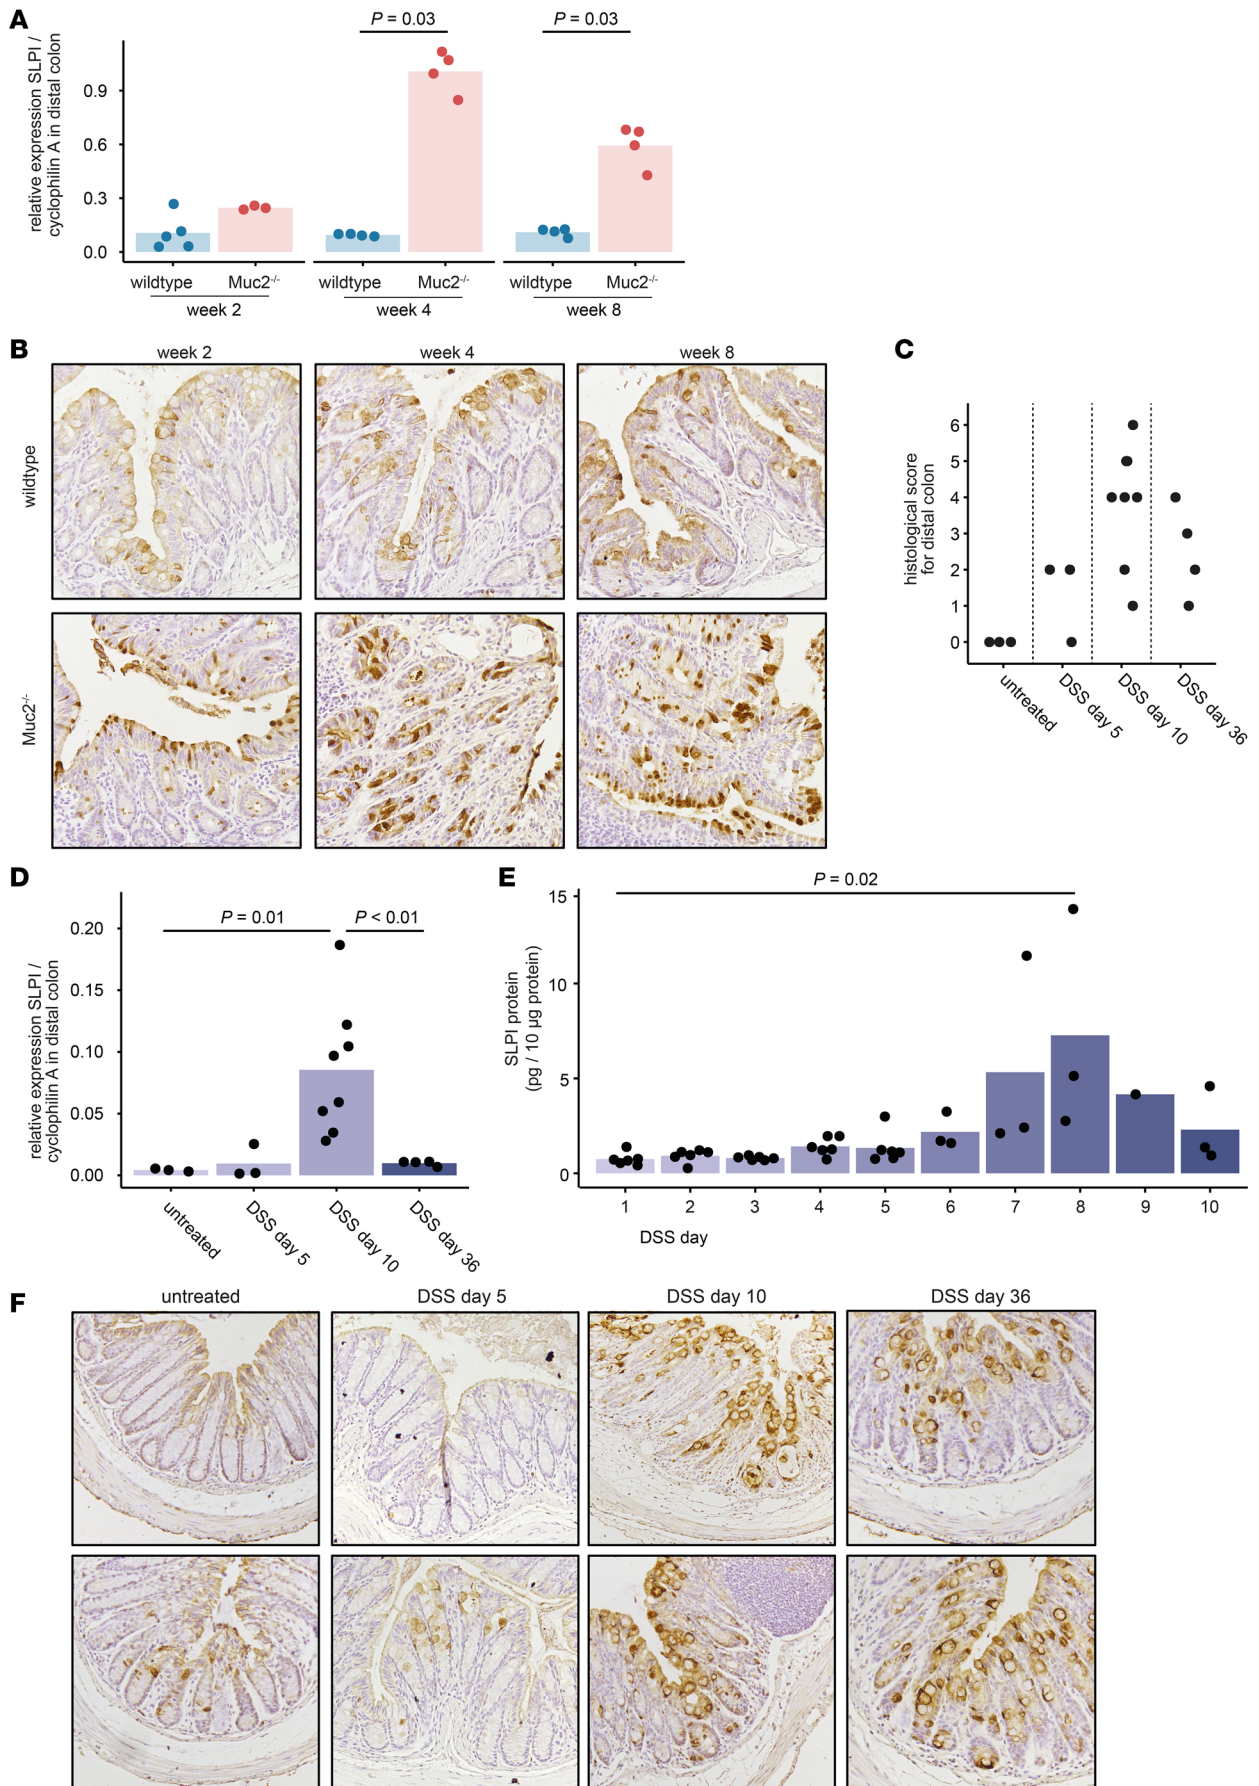 A
relative expression SLPI /
cyclophilin A in distal colon
0.9
0.6
0.3
0.0
P = 0.03
P = 0.03
wildtype
Muc2-/-
wildtype
Muc2-/-
wildtype
Muc2-/-
week 2
week 4
week 8
B
week 2
week 4
week 8
wildtype
Muc2-/-
C
histological score
for distal colon
6
5
4
3
2
1
0
untreated
DSS day 5
DSS day 10
DSS day 36
D
relative expression SLPI /
cyclophilin A in distal colon
0.20
0.15
0.10
0.05
0.00
P = 0.01
P < 0.01
untreated
DSS day 5
DSS day 10
DSS day 36
E
SLPI protein
(pg / 10 µg protein)
15
10
5
0
P = 0.02
1
2
3
4
5
6
7
8
9
10
DSS day
F
untreated
DSS day 5
DSS day 10
DSS day 36